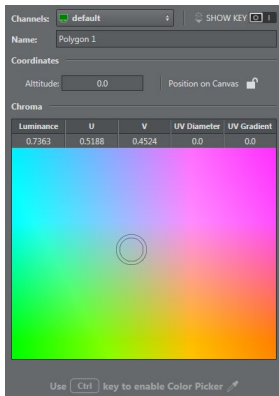 Channels: default SHOW KEY
Name: Polygon 1
Coordinates
Alttitude: 0.0 Position on Canvas
Chroma
Luminance U V UV Diameter UV Gradient
0.7363 0.5188 0.4524 0.0 0.0
Use Ctrl key to enable Color Picker